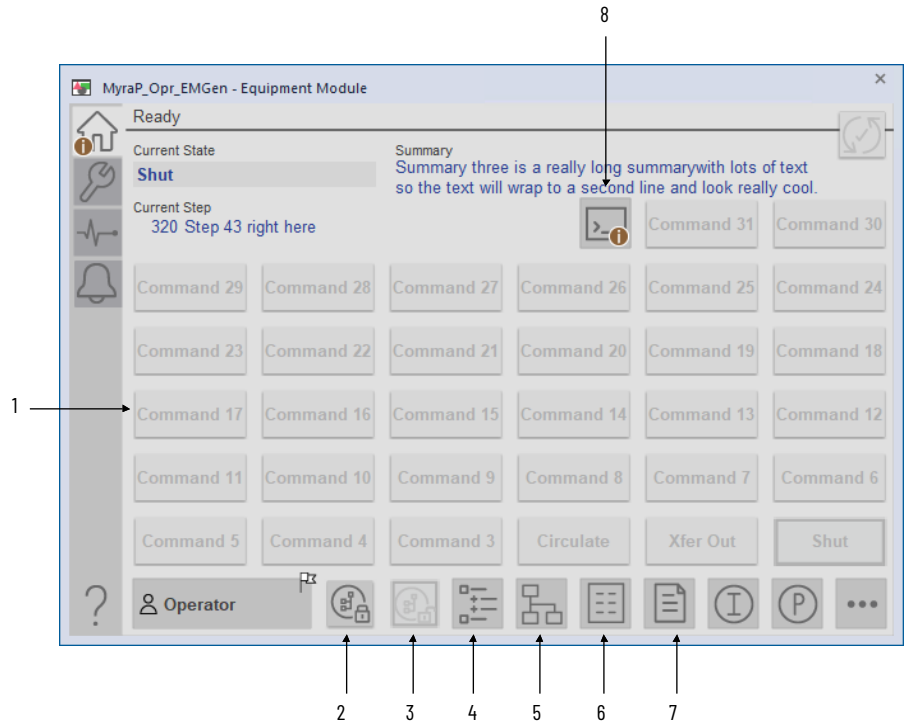 8
MyraP_Opr_EMGen - Equipment Module
Ready
Current State
Shut
Summary
Summary three is a really long summarywith lots of text
so the text will wrap to a second line and look really cool.
Current Step
320 Step 43 right here
>_ i Command 31 Command 30
Command 29 Command 28 Command 27 Command 26 Command 25 Command 24
Command 23 Command 22 Command 21 Command 20 Command 19 Command 18
1 Command 17 Command 16 Command 15 Command 14 Command 13 Command 12
Command 11 Command 10 Command 9 Command 8 Command 7 Command 6
Command 5 Command 4 Command 3 Circulate Xfer Out Shut
? Operator I P
2 3 4 5 6 7